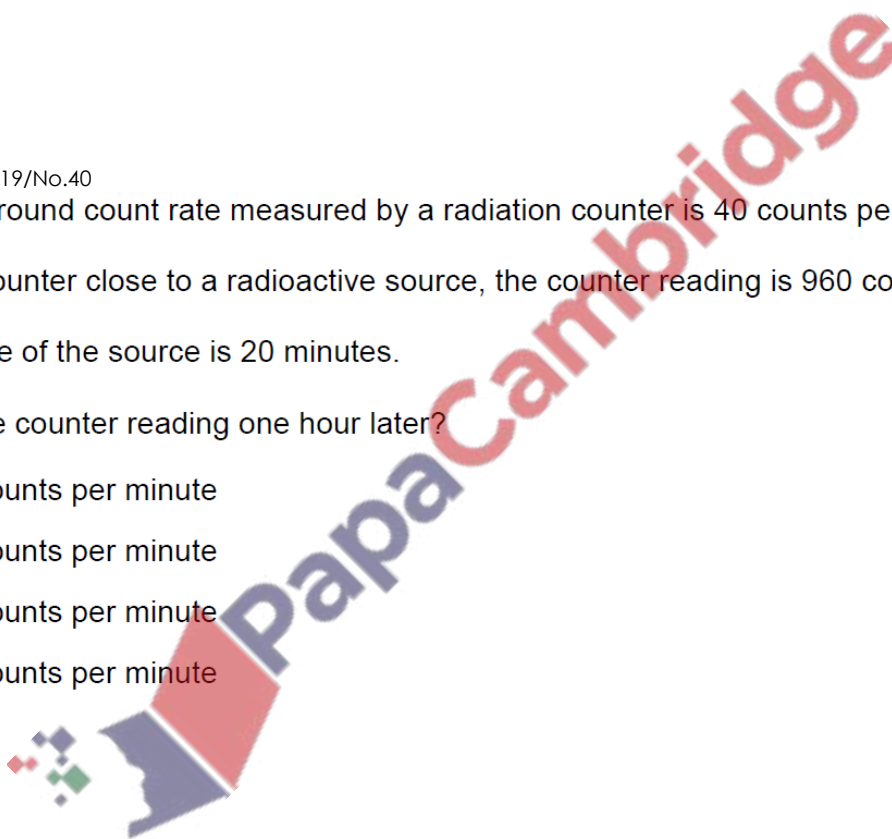 19/No.40
round count rate measured by a radiation counter is 40 counts pe
ounter close to a radioactive source, the counter reading is 960 co
e of the source is 20 minutes.
e counter reading one hour later?
ounts per minute
ounts per minute
ounts per minute
ounts per minute
PapaCambridge